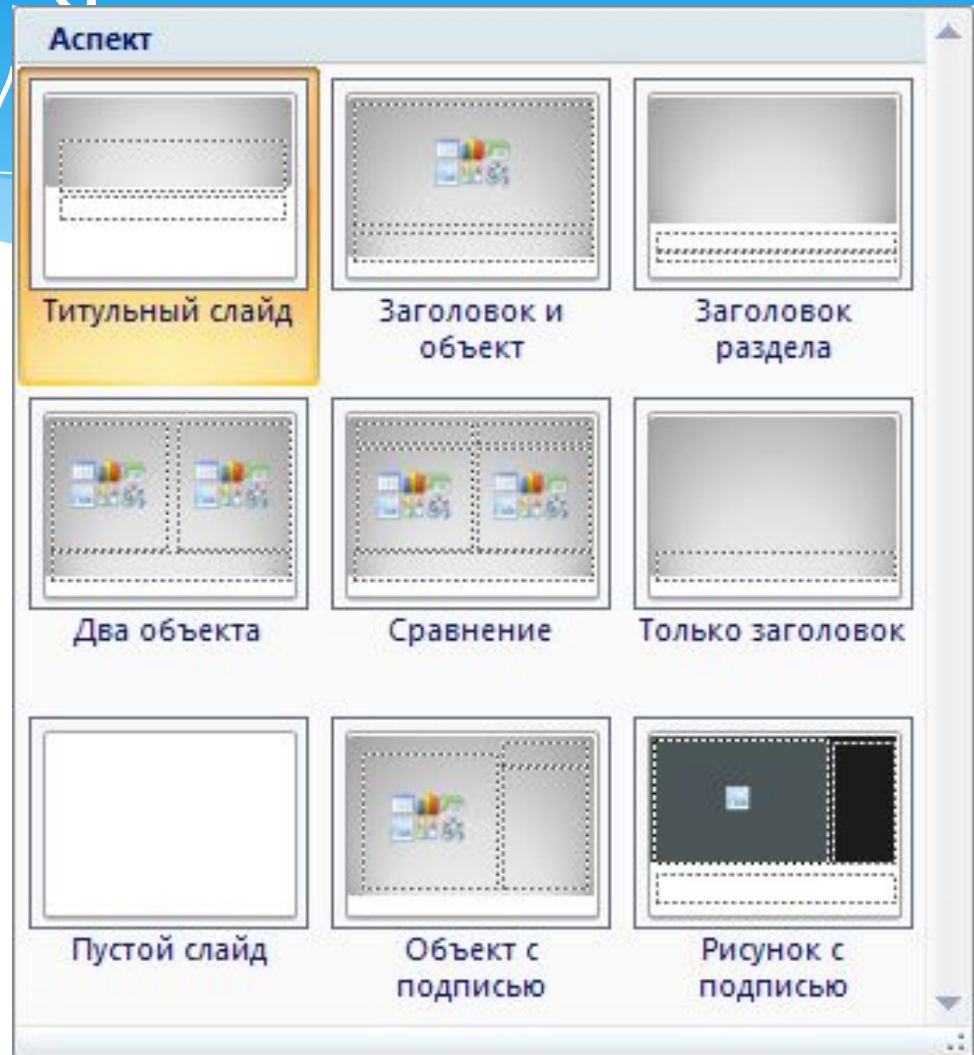 Аспект
Титульный слайд
Заголовок и
объект
Заголовок
раздела
Два объекта
Сравнение
Только заголовок
Пустой слайд
Объект с
подписью
Рисунок с
подписью